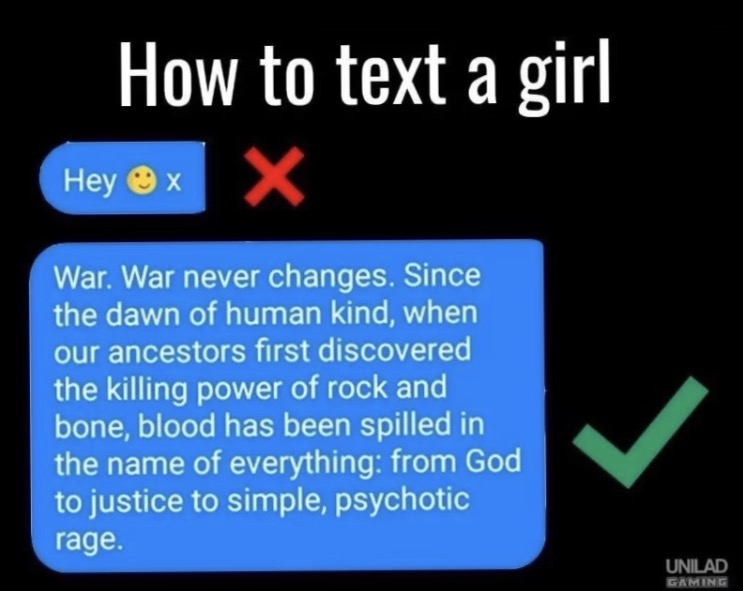 How to text a girl
Hey 🙂 x
War. War never changes. Since
the dawn of human kind, when
our ancestors first discovered
the killing power of rock and
bone, blood has been spilled in
the name of everything: from God
to justice to simple, psychotic
rage.
UNILAD
GAMING